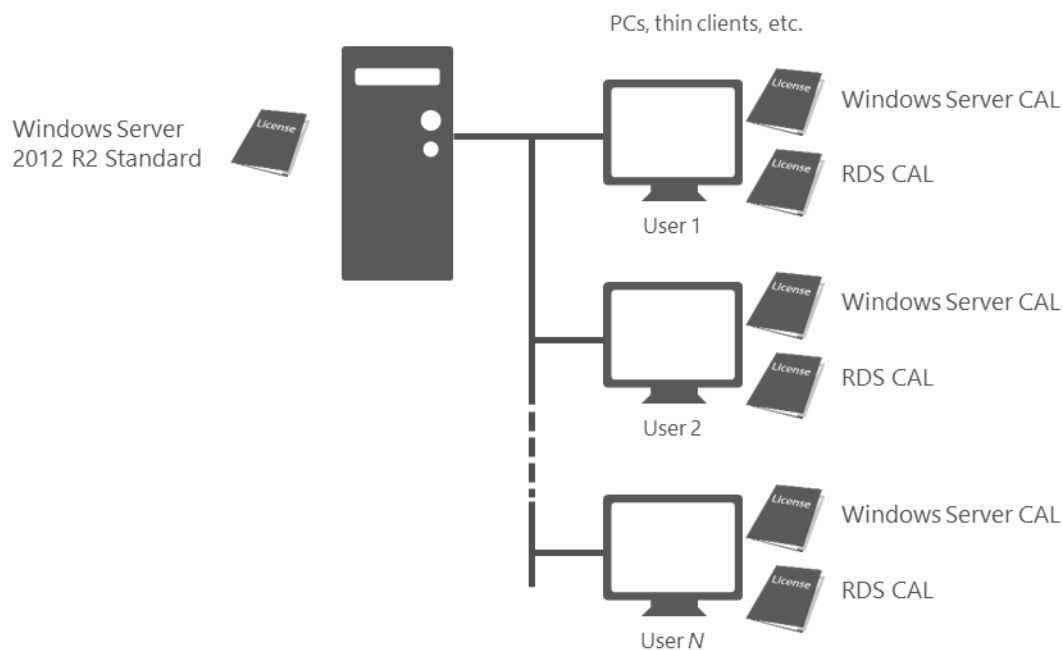 PCs, thin clients, etc.
License
Windows Server CAL
Windows Server
2012 R2 Standard
License
License
RDS CAL
User 1
License
Windows Server CAL
License
RDS CAL
User 2
License
Windows Server CAL
License
RDS CAL
User N